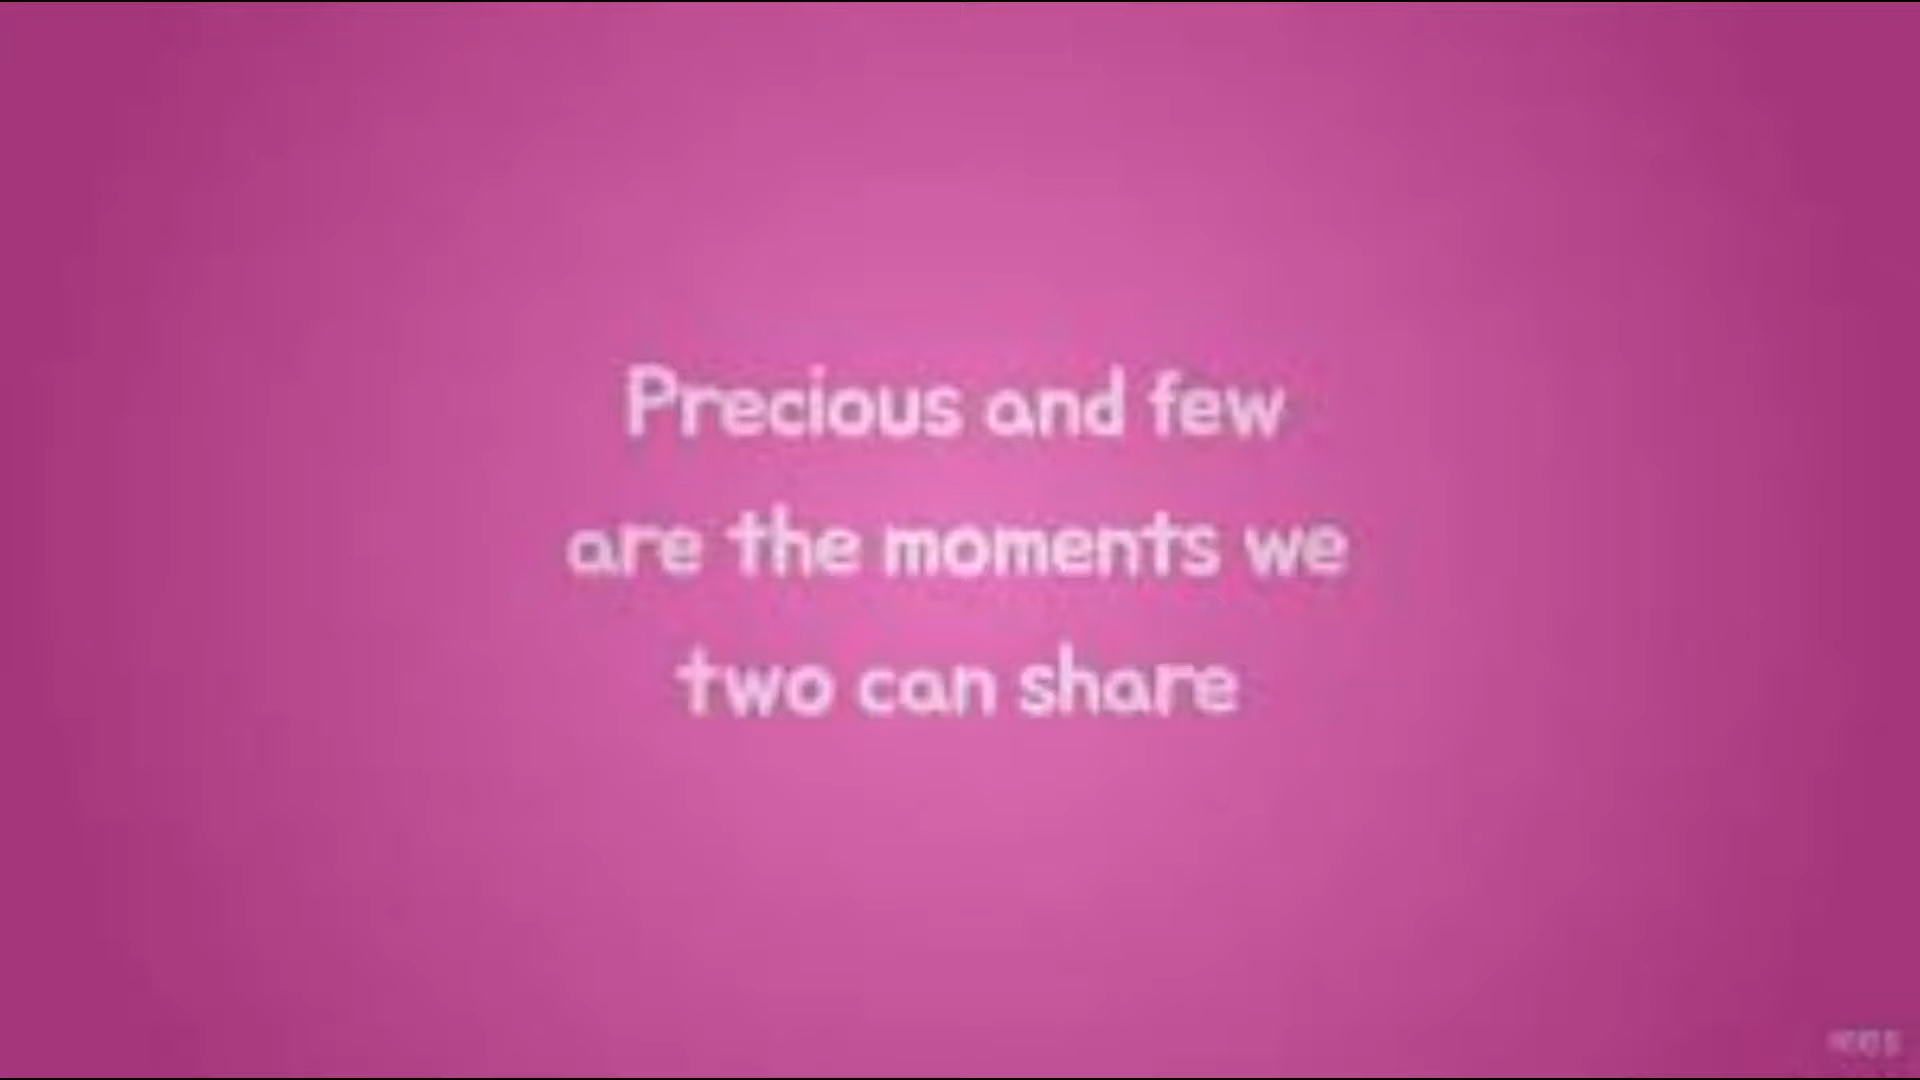 Precious and few
are the moments we
two can share